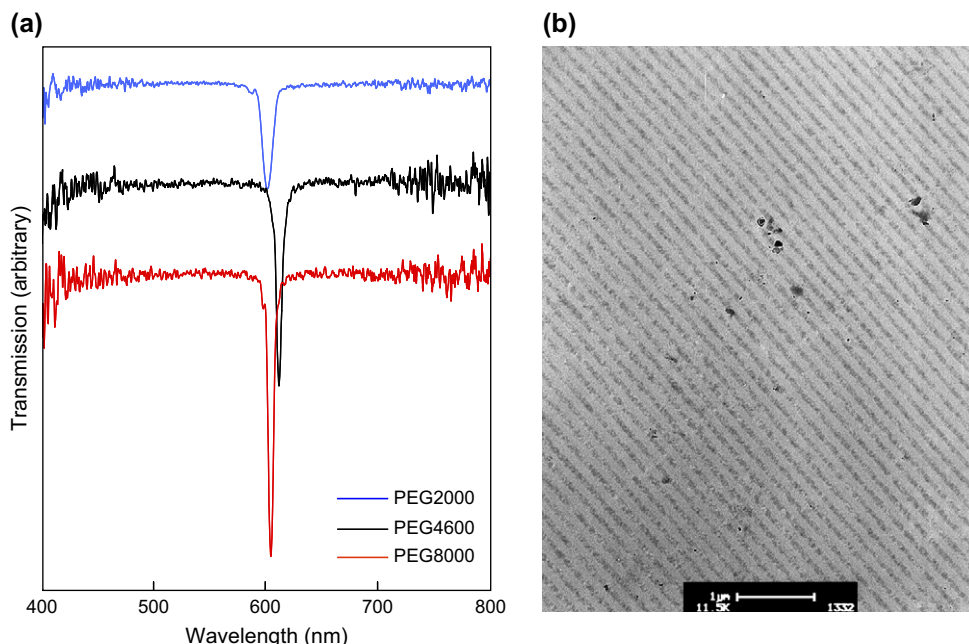 (a)
(b)
Transmission (arbitrary)
PEG2000
PEG4600
PEG8000
400
500
600
700
800
Wavelength (nm)
1µm
11.5K
1332